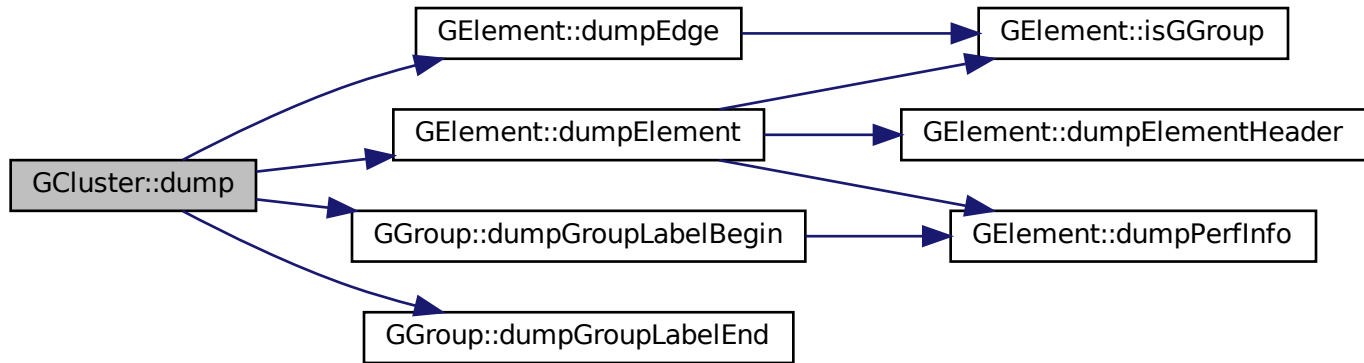 GElement::dumpEdge
GElement::isGGroup
GElement::dumpElement
GElement::dumpElementHeader
GCluster::dump
GGroup::dumpGroupLabelBegin
GElement::dumpPerfInfo
GGroup::dumpGroupLabelEnd